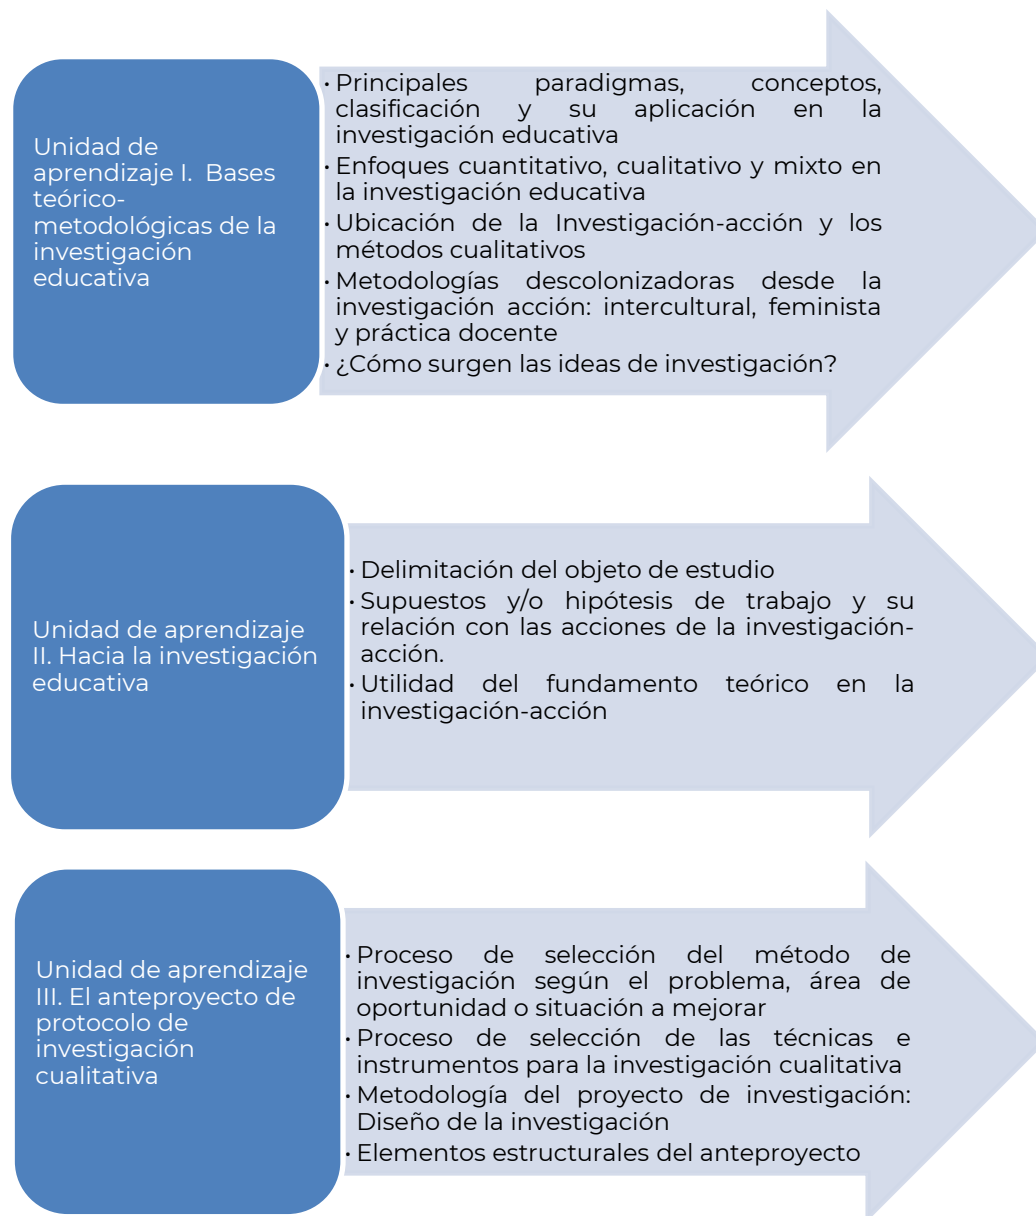 Unidad de
aprendizaje I. Bases
teórico-
metodológicas de la
investigación
educativa
· Principales paradigmas, conceptos,
clasificación y su aplicación en la
investigación educativa
· Enfoques cuantitativo, cualitativo y mixto en
la investigación educativa
· Ubicación de la Investigación-acción y los
métodos cualitativos
· Metodologías descolonizadoras desde la
investigación acción: intercultural, feminista
y práctica docente
· ¿Cómo surgen las ideas de investigación?
Unidad de aprendizaje
II. Hacia la investigación
educativa
· Delimitación del objeto de estudio
· Supuestos y/o hipótesis de trabajo y su
relación con las acciones de la investigación-
acción.
· Utilidad del fundamento teórico en la
investigación-acción
Unidad de aprendizaje
III. El anteproyecto de
protocolo de
investigación
cualitativa
· Proceso de selección del método de
investigación según el problema, área de
oportunidad o situación a mejorar
· Proceso de selección de las técnicas e
instrumentos para la investigación cualitativa
· Metodología del proyecto de investigación:
Diseño de la investigación
· Elementos estructurales del anteproyecto